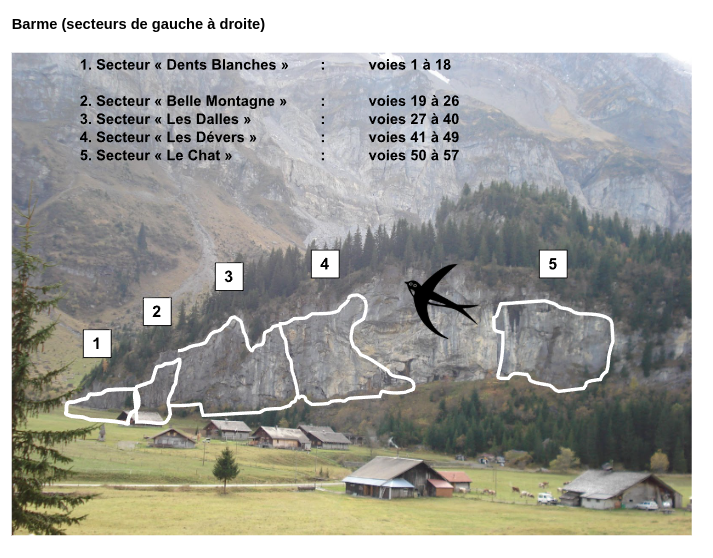 Barme (secteurs de gauche à droite)
1. Secteur « Dents Blanches » : voies 1 à 18
2. Secteur « Belle Montagne » : voies 19 à 26
3. Secteur « Les Dalles » : voies 27 à 40
4. Secteur « Les Dévers » : voies 41 à 49
5. Secteur « Le Chat » : voies 50 à 57
4
5
3
2
1